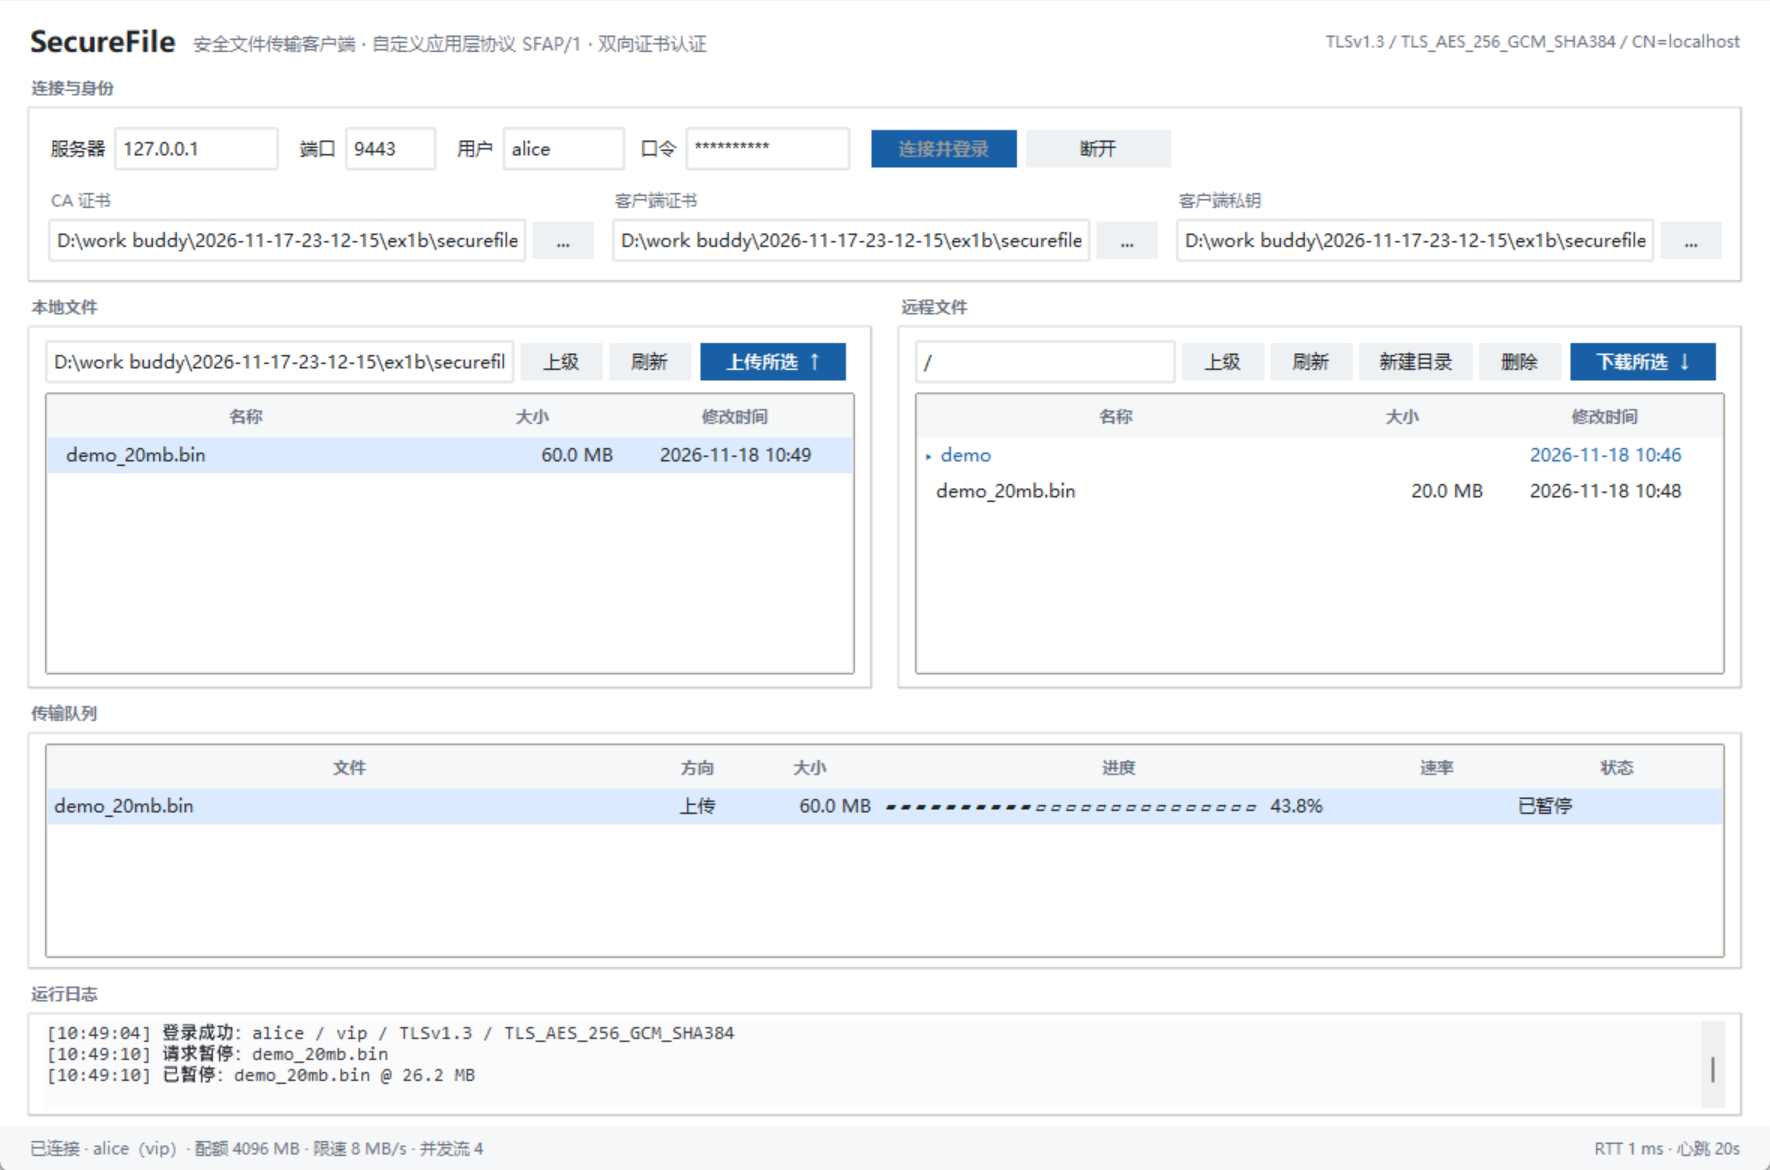 SecureFile 安全文件传输客户端 · 自定义应用层协议 SFAP/1 · 双向证书认证 TLSv1.3 / TLS_AES_256_GCM_SHA384 / CN=localhost
连接与身份
服务器 127.0.0.1 端口 9443 用户 alice 口令 ********** 连接并登录 断开
CA 证书 客户端证书 客户端私钥
D:\work buddy\2026-11-17-23-12-15\ex1b\securefile ... D:\work buddy\2026-11-17-23-12-15\ex1b\securefile ... D:\work buddy\2026-11-17-23-12-15\ex1b\securefile ...
本地文件
D:\work buddy\2026-11-17-23-12-15\ex1b\securefil 上级 刷新 上传所选 ↑
名称 大小 修改时间
demo_20mb.bin 60.0 MB 2026-11-18 10:49
远程文件
/ 上级 刷新 新建目录 删除 下载所选 ↓
名称 大小 修改时间
▸ demo 2026-11-18 10:46
demo_20mb.bin 20.0 MB 2026-11-18 10:48
传输队列
文件 方向 大小 进度 速率 状态
demo_20mb.bin 上传 60.0 MB ▰▰▰▰▰▰▰▰▰▰▱▱▱▱▱▱▱▱▱▱▱▱▱▱▱ 43.8% 已暂停
运行日志
[10:49:04] 登录成功: alice / vip / TLSv1.3 / TLS_AES_256_GCM_SHA384
[10:49:10] 请求暂停: demo_20mb.bin
[10:49:10] 已暂停: demo_20mb.bin @ 26.2 MB
已连接 · alice (vip) · 配额 4096 MB · 限速 8 MB/s · 并发流 4 RTT 1 ms · 心跳 20s